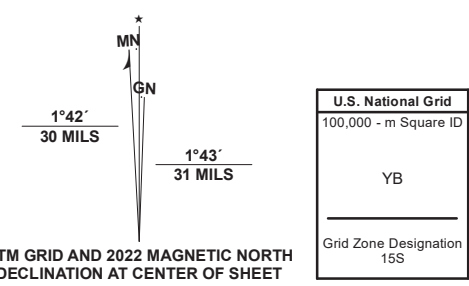 MN
GN
1°42´
30 MILS
1°43´
31 MILS
TM GRID AND 2022 MAGNETIC NORTH
DECLINATION AT CENTER OF SHEET
U.S. National Grid
100,000 - m Square ID
YB
Grid Zone Designation
15S